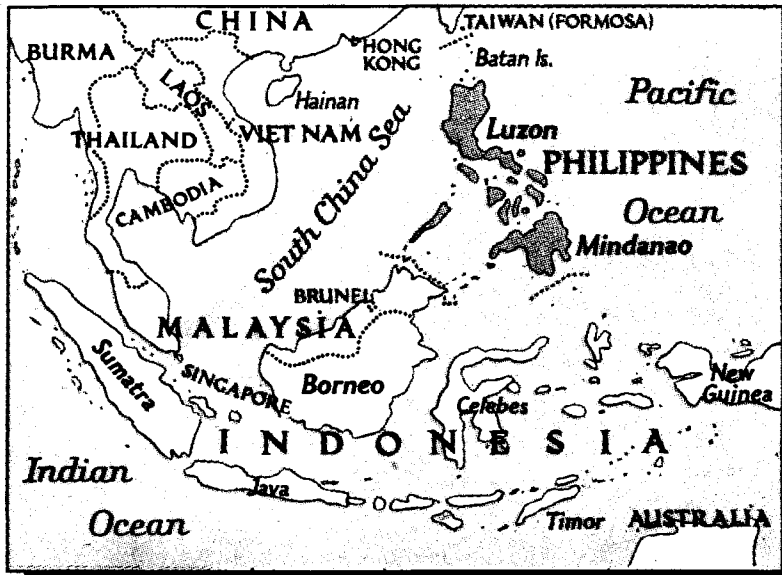 CHINA
TAIWAN (FORMOSA)
BURMA
HONG
KONG
Batan Is.
LAOS
Hainan
Pacific
THAILAND
VIET NAM
Luzon
PHILIPPINES
CAMBODIA
South China Sea
Ocean
Mindanao
BRUNEI
MALAYSIA
Sumatra
SINGAPORE
Borneo
Celebes
New
Guinea
INDONESIA
Indian
Java
Ocean
Timor
AUSTRALIA